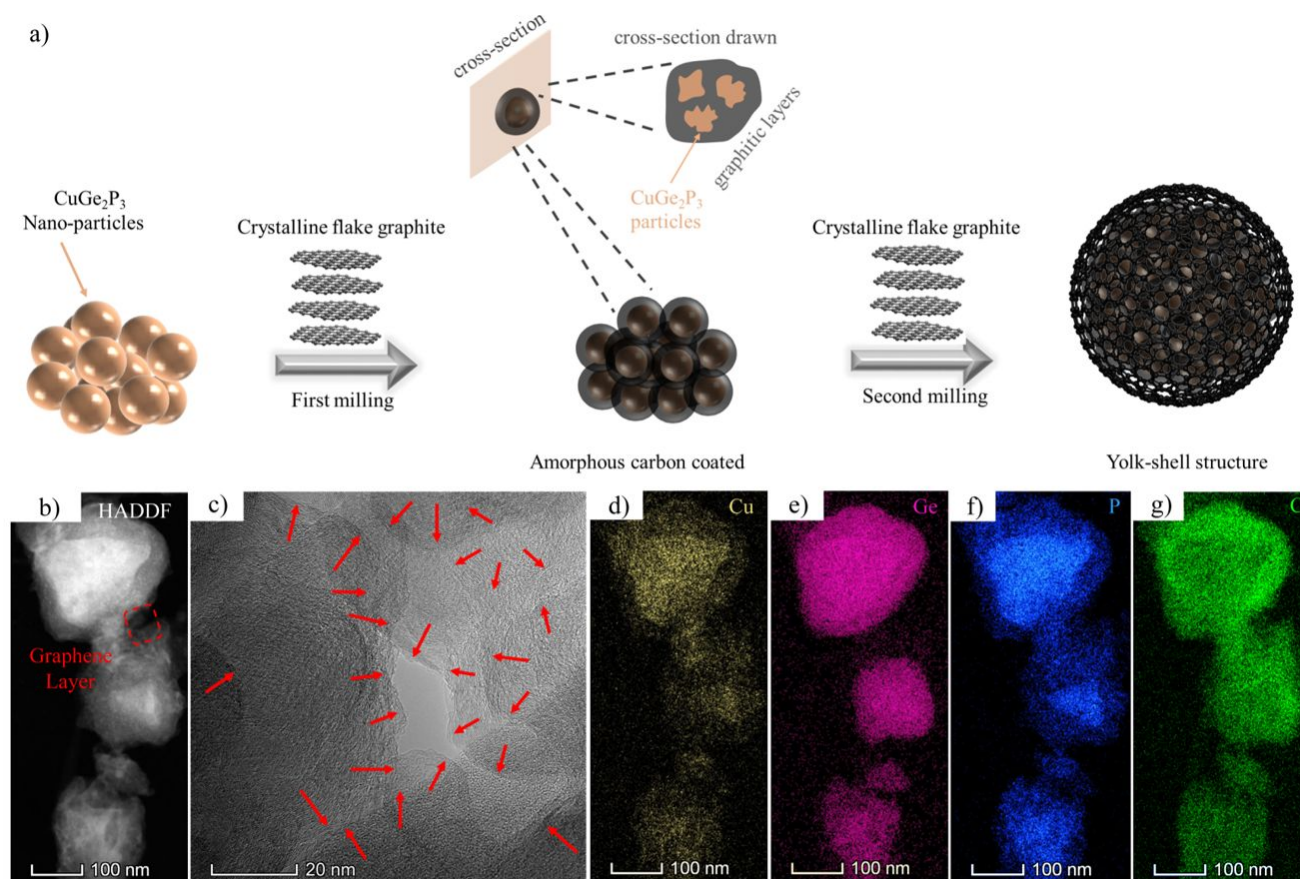 a)
cross-section
cross-section drawn
graphitic layers
CuGe₂P₃
particles
CuGe₂P₃
Nano-particles
Crystalline flake graphite
First milling
Amorphous carbon coated
Crystalline flake graphite
Second milling
Yolk-shell structure
b)
HADDF
Graphene
Layer
100 nm
c)
20 nm
d)
Cu
100 nm
e)
Ge
100 nm
f)
P
100 nm
g)
100 nm